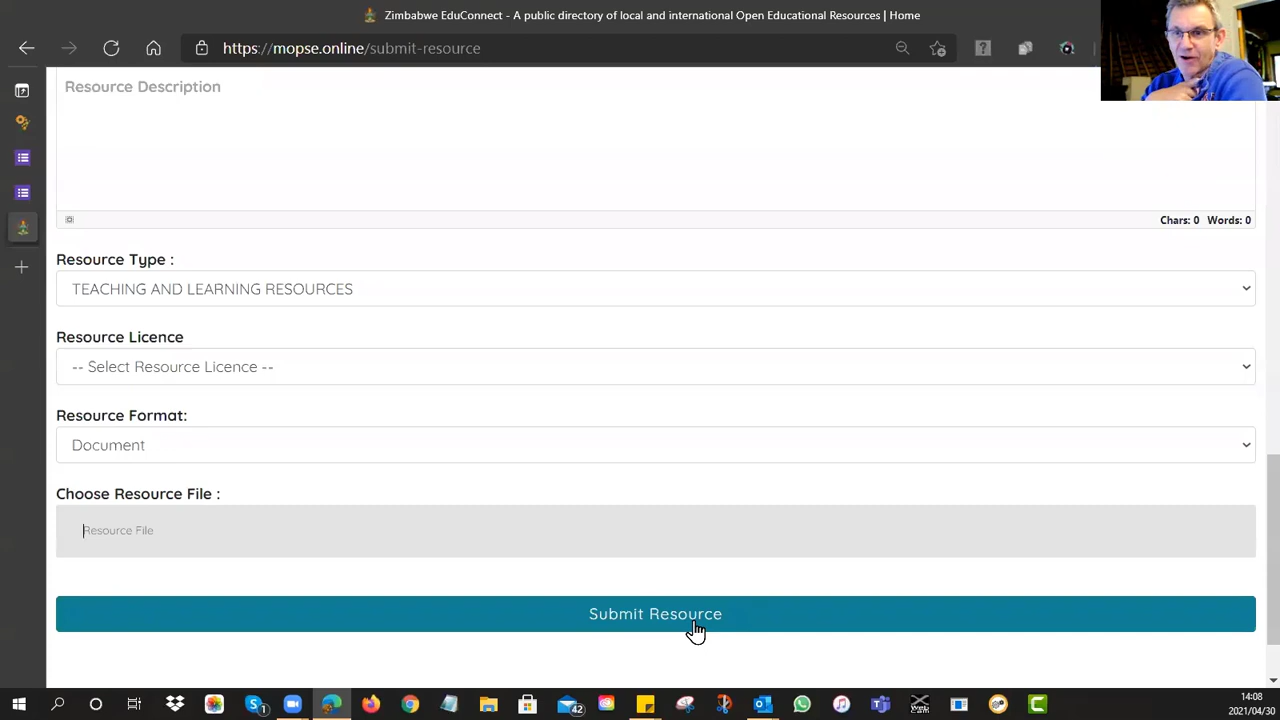 Zimbabwe EduConnect - A public directory of local and international Open Educational Resources | Home
https://mopse.online/submit-resource
Resource Description
Chars: 0 Words: 0
Resource Type :
TEACHING AND LEARNING RESOURCES
Resource Licence
-- Select Resource Licence --
Resource Format:
Document
Choose Resource File :
Resource File
Submit Resource
1
42
14:08
2021/04/30